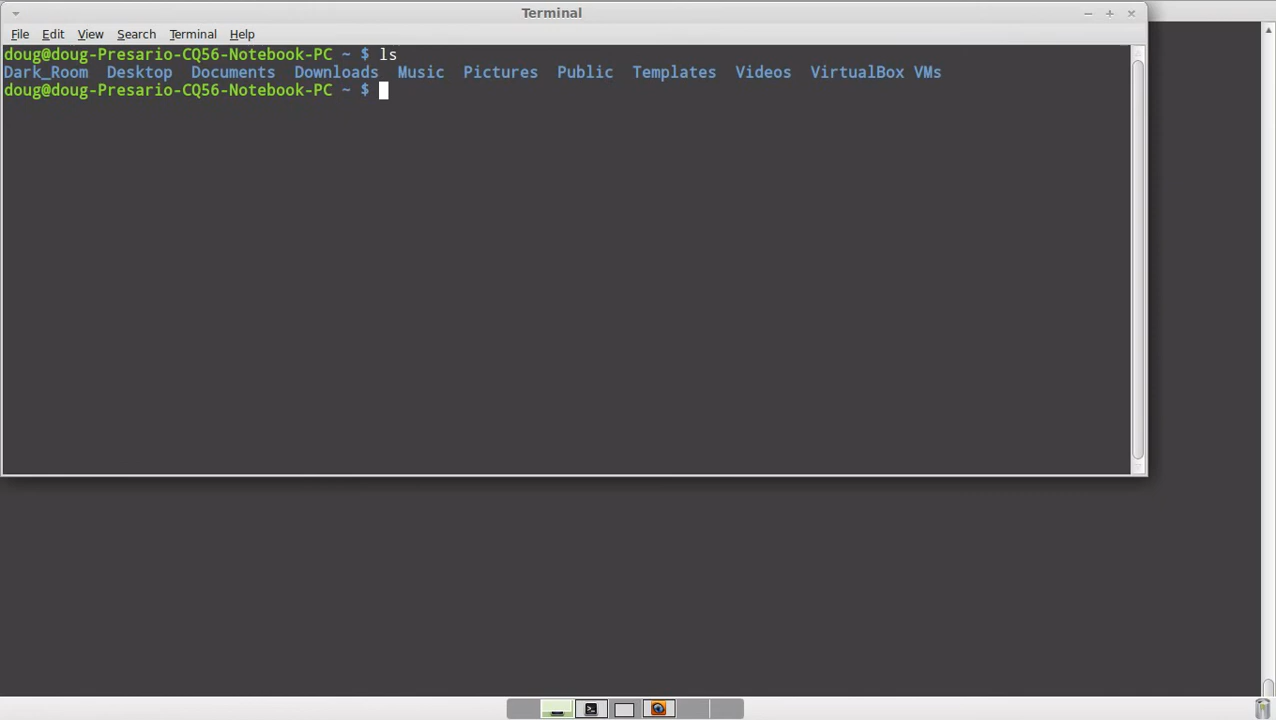 Terminal
File Edit View Search Terminal Help
doug@doug-Presario-CQ56-Notebook-PC ~ $ ls
Dark_Room Desktop Documents Downloads Music Pictures Public Templates Videos VirtualBox VMs
doug@doug-Presario-CQ56-Notebook-PC ~ $